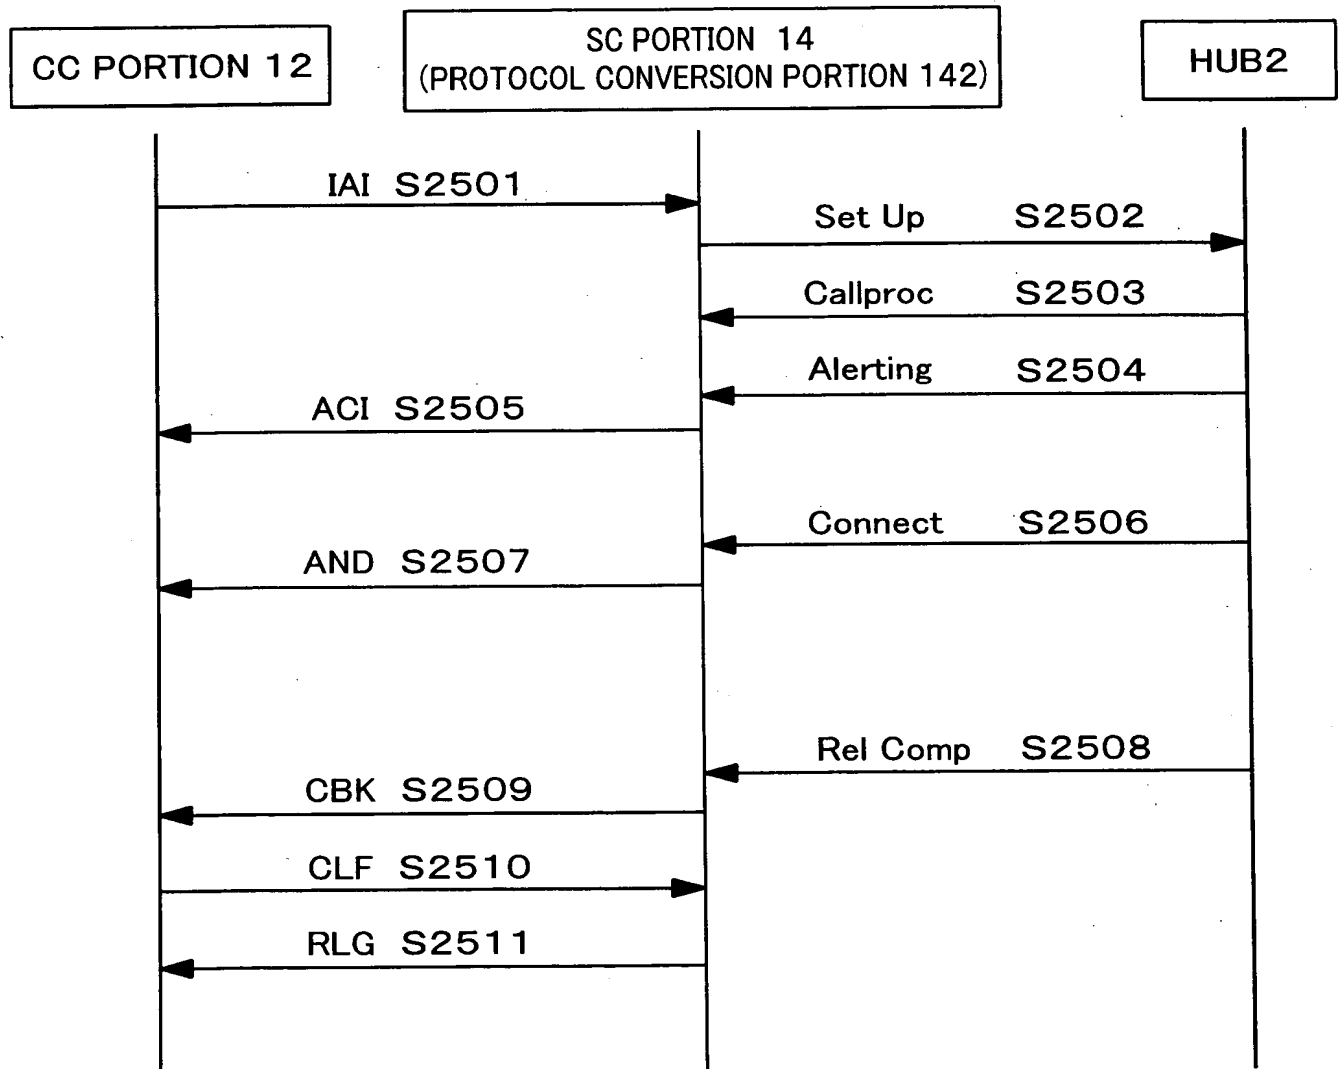 CC PORTION 12
SC PORTION 14
(PROTOCOL CONVERSION PORTION 142)
HUB2
IAI S2501
Set Up S2502
Callproc S2503
Alerting S2504
ACI S2505
Connect S2506
AND S2507
Rel Comp S2508
CBK S2509
CLF S2510
RLG S2511